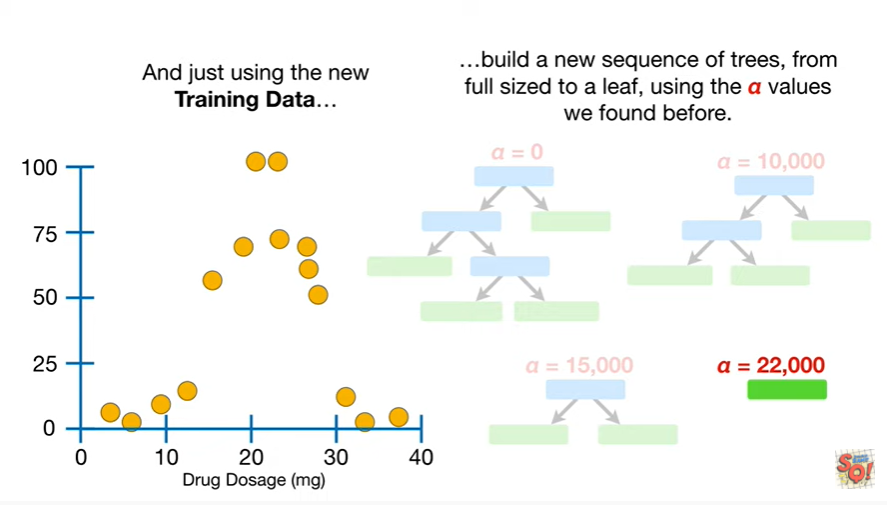 And just using the new
Training Data…
…build a new sequence of trees, from
full sized to a leaf, using the α values
we found before.
100
75
50
25
0
0 10 20 30 40
Drug Dosage (mg)
α = 0
α = 10,000
α = 15,000
α = 22,000
SQ!